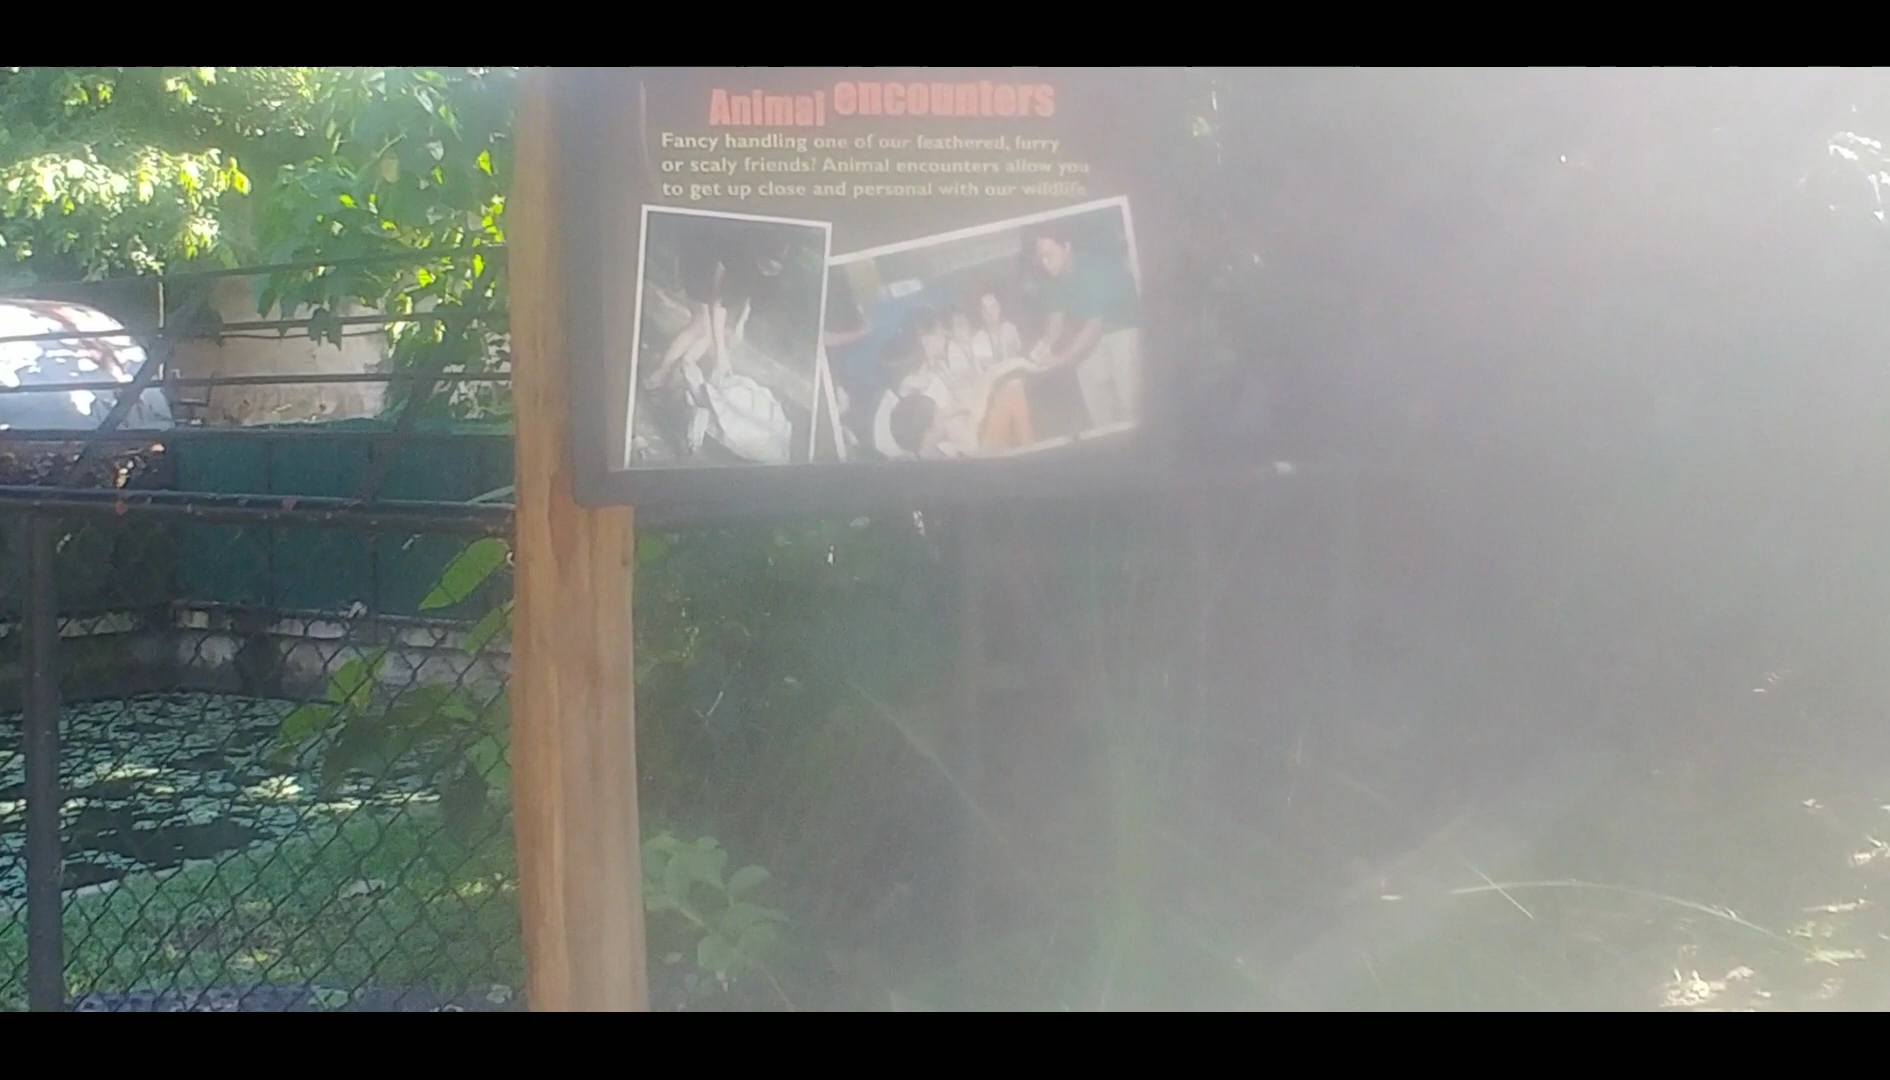 Animal encounters
Fancy handling one of our feathered, furry
or scaly friends? Animal encounters allow you
to get up close and personal with our wildlife